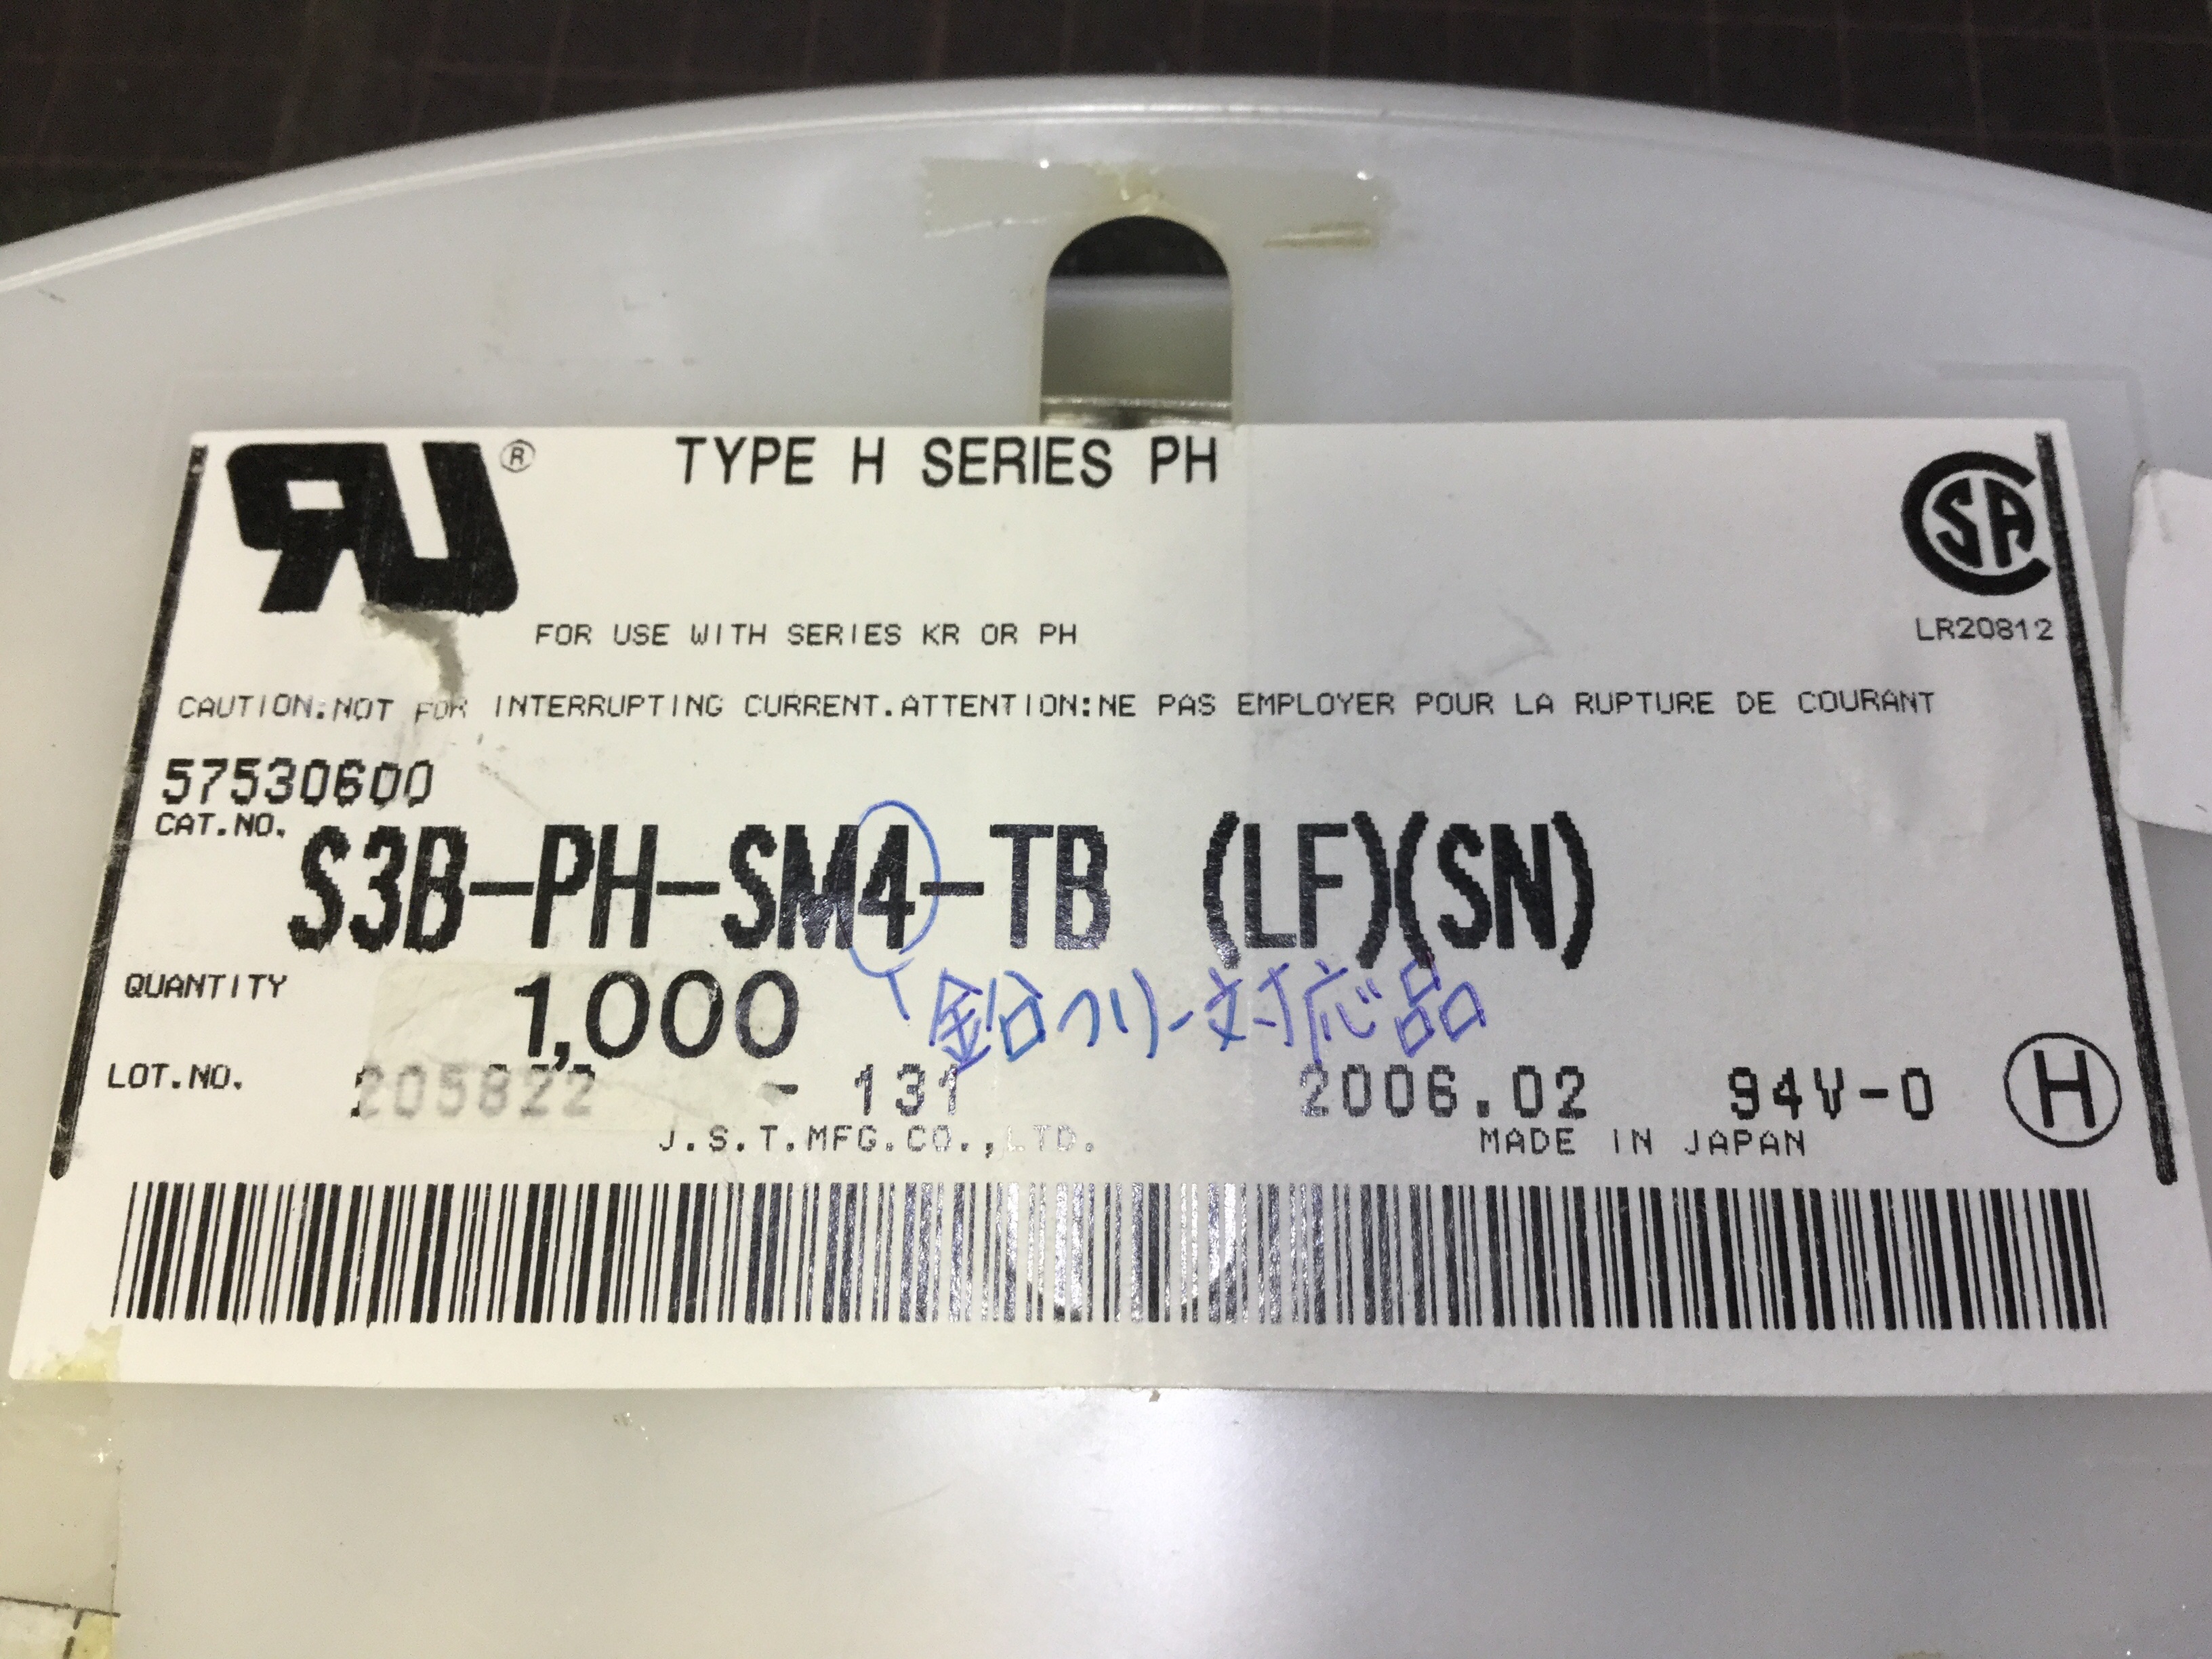 RU®
TYPE H SERIES PH
CSA
FOR USE WITH SERIES KR OR PH
LR20812
CAUTION:NOT FOR INTERRUPTING CURRENT.ATTENTION:NE PAS EMPLOYER POUR LA RUPTURE DE COURANT
57530600
CAT.NO. S3B-PH-SM4-TB (LF)(SN)
QUANTITY 1,000
鉛フリー対応品
LOT.NO. 205822 - 131 2006.02 94V-0 H
J.S.T.MFG.CO.,LTD. MADE IN JAPAN